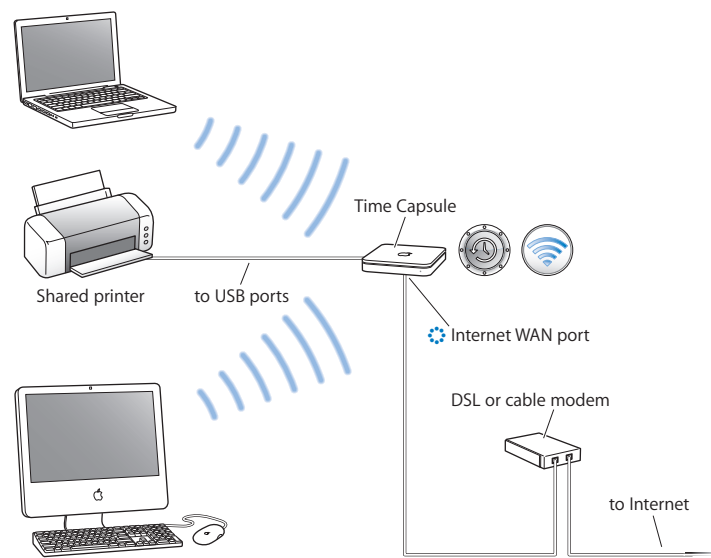 Time Capsule
Shared printer
to USB ports
Internet WAN port
DSL or cable modem
to Internet